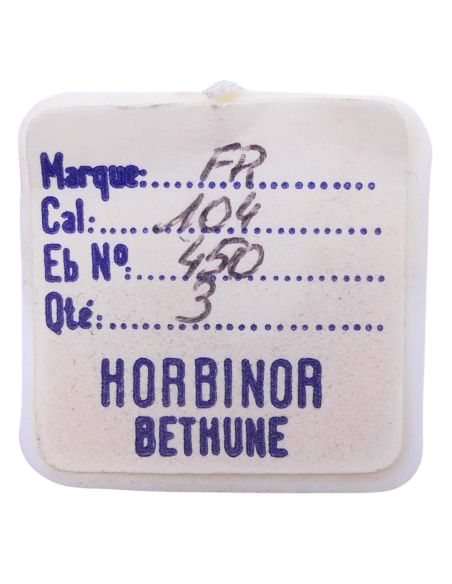 Marque: FR
Cal: 104
Eb Nº: 450
Qté: 3
HORBINOR
BETHUNE